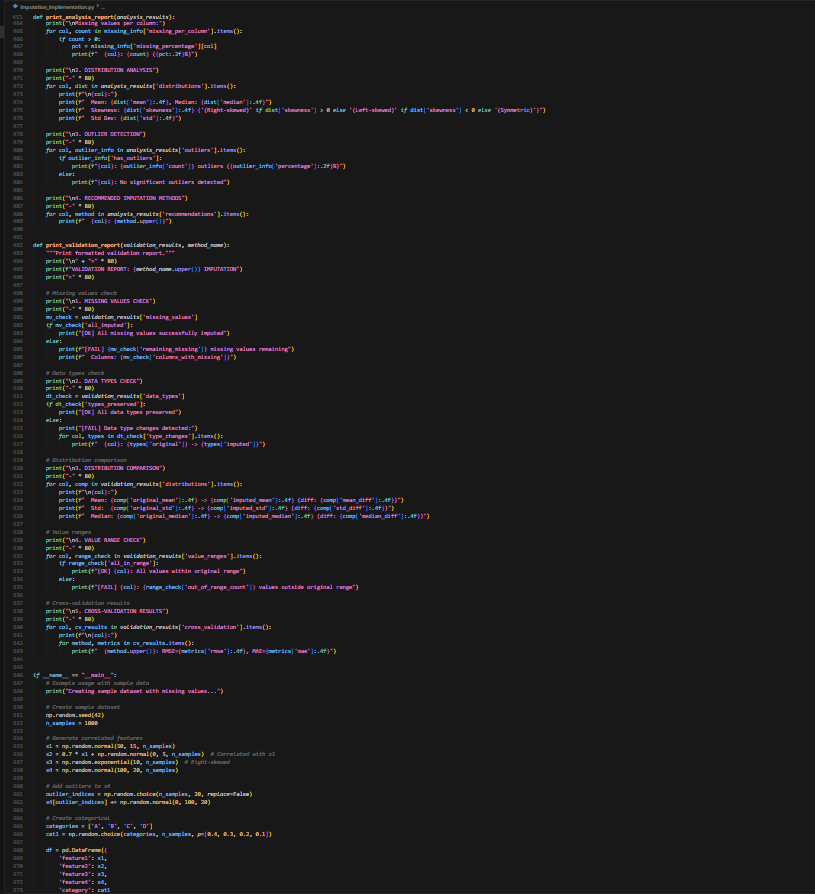 imputation_implementation.py > ...
def print_analysis_report(analysis_results):
    print("\nMissing values per column:")
    for col, count in missing_info['missing_per_column'].items():
        if count > 0:
            pct = missing_info['missing_percentage'][col]
            print(f"  {col}: {count} ({pct:.2f}%)")

    print("\n2. DISTRIBUTION ANALYSIS")
    print("-" * 80)
    for col, dist in analysis_results['distributions'].items():
        print(f"\n{col}:")
        print(f"  Mean: {dist['mean']:.4f}, Median: {dist['median']:.4f}")
        print(f"  Skewness: {dist['skewness']:.4f} {'(Right-skewed)' if dist['skewness'] > 0 else '(Left-skewed)' if dist['skewness'] < 0 else '(Symmetric)'}")
        print(f"  Std Dev: {dist['std']:.4f}")

    print("\n3. OUTLIER DETECTION")
    print("-" * 80)
    for col, outlier_info in analysis_results['outliers'].items():
        if outlier_info['has_outliers']:
            print(f"{col}: {outlier_info['count']} outliers ({outlier_info['percentage']:.2f}%)")
        else:
            print(f"{col}: No significant outliers detected")

    print("\n4. RECOMMENDED IMPUTATION METHODS")
    print("-" * 80)
    for col, method in analysis_results['recommendations'].items():
        print(f"  {col}: {method.upper()}")

def print_validation_report(validation_results, method_name):
    """Print formatted validation report."""
    print("\n" + "=" * 80)
    print(f"VALIDATION REPORT: {method_name.upper()} IMPUTATION")
    print("=" * 80)

    # Missing values check
    print("\n1. MISSING VALUES CHECK")
    print("-" * 80)
    mv_check = validation_results['missing_values']
    if mv_check['all_imputed']:
        print("[OK] All missing values successfully imputed")
    else:
        print(f"[FAIL] {mv_check['remaining_missing']} missing values remaining")
        print(f"  Columns: {mv_check['columns_with_missing']}")

    # Data types check
    print("\n2. DATA TYPES CHECK")
    print("-" * 80)
    dt_check = validation_results['data_types']
    if dt_check['types_preserved']:
        print("[OK] All data types preserved")
    else:
        print("[FAIL] Data type changes detected:")
        for col, types in dt_check['type_changes'].items():
            print(f"  {col}: {types['original']} -> {types['imputed']}")

    # Distribution comparison
    print("\n3. DISTRIBUTION COMPARISON")
    print("-" * 80)
    for col, comp in validation_results['distributions'].items():
        print(f"\n{col}:")
        print(f"  Mean: {comp['original_mean']:.4f} -> {comp['imputed_mean']:.4f} (diff: {comp['mean_diff']:.4f})")
        print(f"  Std:  {comp['original_std']:.4f} -> {comp['imputed_std']:.4f} (diff: {comp['std_diff']:.4f})")
        print(f"  Median: {comp['original_median']:.4f} -> {comp['imputed_median']:.4f} (diff: {comp['median_diff']:.4f})")

    # Value ranges
    print("\n4. VALUE RANGE CHECK")
    print("-" * 80)
    for col, range_check in validation_results['value_ranges'].items():
        if range_check['all_in_range']:
            print(f"[OK] {col}: All values within original range")
        else:
            print(f"[FAIL] {col}: {range_check['out_of_range_count']} values outside original range")

    # Cross-validation results
    print("\n5. CROSS-VALIDATION RESULTS")
    print("-" * 80)
    for col, cv_results in validation_results['cross_validation'].items():
        print(f"\n{col}:")
        for method, metrics in cv_results.items():
            print(f"  {method.upper()}: RMSE={metrics['rmse']:.4f}, MAE={metrics['mae']:.4f}")

if __name__ == "__main__":
    # Example usage with sample data
    print("Creating sample dataset with missing values...")

    # Create sample dataset
    np.random.seed(42)
    n_samples = 1000

    # Generate correlated features
    x1 = np.random.normal(50, 15, n_samples)
    x2 = 0.7 * x1 + np.random.normal(0, 5, n_samples)  # Correlated with x1
    x3 = np.random.exponential(10, n_samples)  # Right-skewed
    x4 = np.random.normal(100, 20, n_samples)

    # Add outliers to x4
    outlier_indices = np.random.choice(n_samples, 20, replace=False)
    x4[outlier_indices] += np.random.normal(0, 100, 20)

    # Create categorical
    categories = ['A', 'B', 'C', 'D']
    cat1 = np.random.choice(categories, n_samples, p=[0.4, 0.3, 0.2, 0.1])

    df = pd.DataFrame({
        'feature1': x1,
        'feature2': x2,
        'feature3': x3,
        'feature4': x4,
        'category': cat1